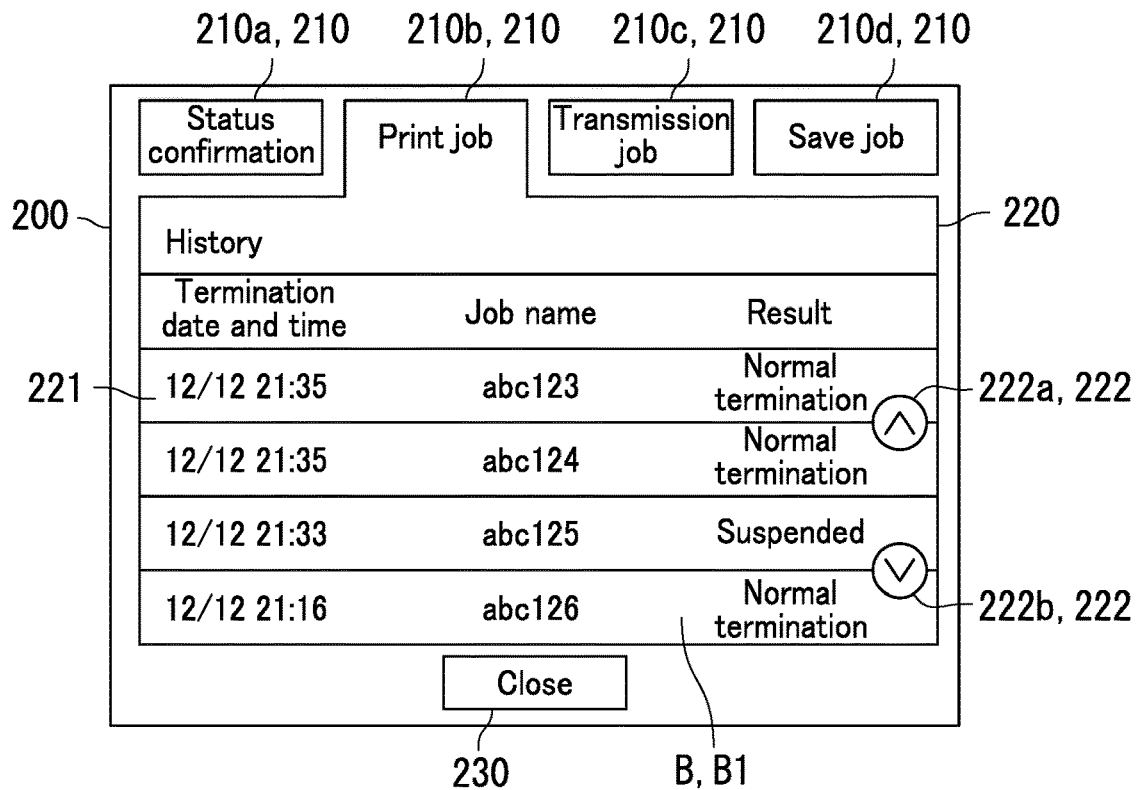 210a, 210 210b, 210 210c, 210 210d, 210
Status
confirmation
Print job
Transmission
job
Save job
200
220
History
Termination
date and time
Job name
Result
221
12/12 21:35 abc123 Normal
termination
222a, 222
12/12 21:35 abc124 Normal
termination
12/12 21:33 abc125 Suspended
12/12 21:16 abc126 Normal
termination
222b, 222
Close
230
B, B1